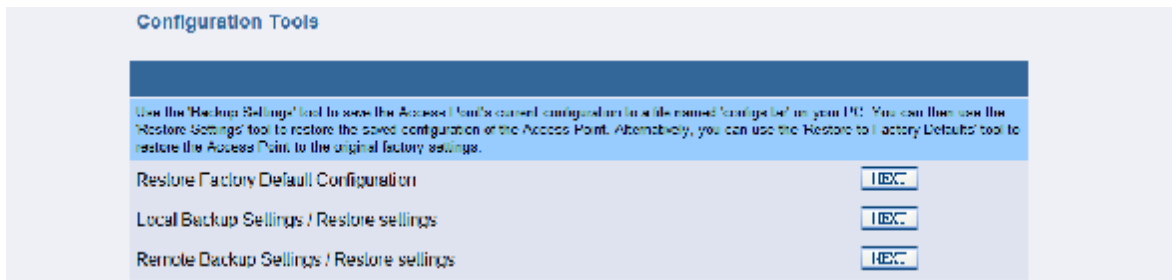 Configuration Tools
Use the 'Backup Settings' tool to save the Access Point's current configuration to a file named 'configs.tar' on your PC. You can then use the
'Restore Settings' tool to restore the saved configuration of the Access Point. Alternatively, you can use the 'Restore to Factory Defaults' tool to
restore the Access Point to the original factory settings.
Restore Factory Default Configuration
NEXT
Local Backup Settings / Restore settings
NEXT
Remote Backup Settings / Restore settings
NEXT